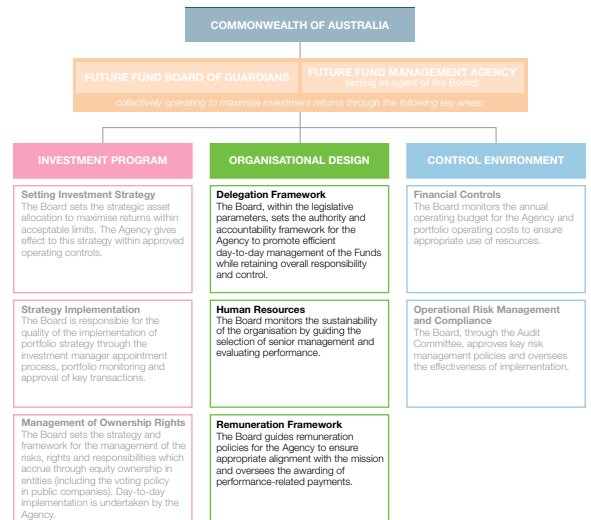 COMMONWEALTH OF AUSTRALIA
FUTURE FUND BOARD OF GUARDIANS
FUTURE FUND MANAGEMENT AGENCY
(acting as agent of the Board)
collectively operating to maximise investment returns through the following key areas:
INVESTMENT PROGRAM
Setting Investment Strategy
The Board sets the strategic asset
allocation to maximise returns within
acceptable limits. The Agency gives
effect to this strategy within approved
operating controls.
Strategy Implementation
The Board is responsible for the
quality of the implementation of
portfolio strategy through the
investment manager appointment
process, portfolio monitoring and
approval of key transactions.
Management of Ownership Rights
The Board sets the strategy and
framework for the management of the
risks, rights and responsibilities which
accrue through equity ownership in
entities (including the voting policy
in public companies). Day-to-day
implementation is undertaken by the
Agency.
ORGANISATIONAL DESIGN
Delegation Framework
The Board, within the legislative
parameters, sets the authority and
accountability framework for the
Agency to promote efficient
day-to-day management of the Funds
while retaining overall responsibility
and control.
Human Resources
The Board monitors the sustainability
of the organisation by guiding the
selection of senior management and
evaluating performance.
Remuneration Framework
The Board guides remuneration
policies for the Agency to ensure
appropriate alignment with the mission
and oversees the awarding of
performance-related payments.
CONTROL ENVIRONMENT
Financial Controls
The Board monitors the annual
operating budget for the Agency and
portfolio operating costs to ensure
appropriate use of resources.
Operational Risk Management
and Compliance
The Board, through the Audit
Committee, approves key risk
management policies and oversees
the effectiveness of implementation.